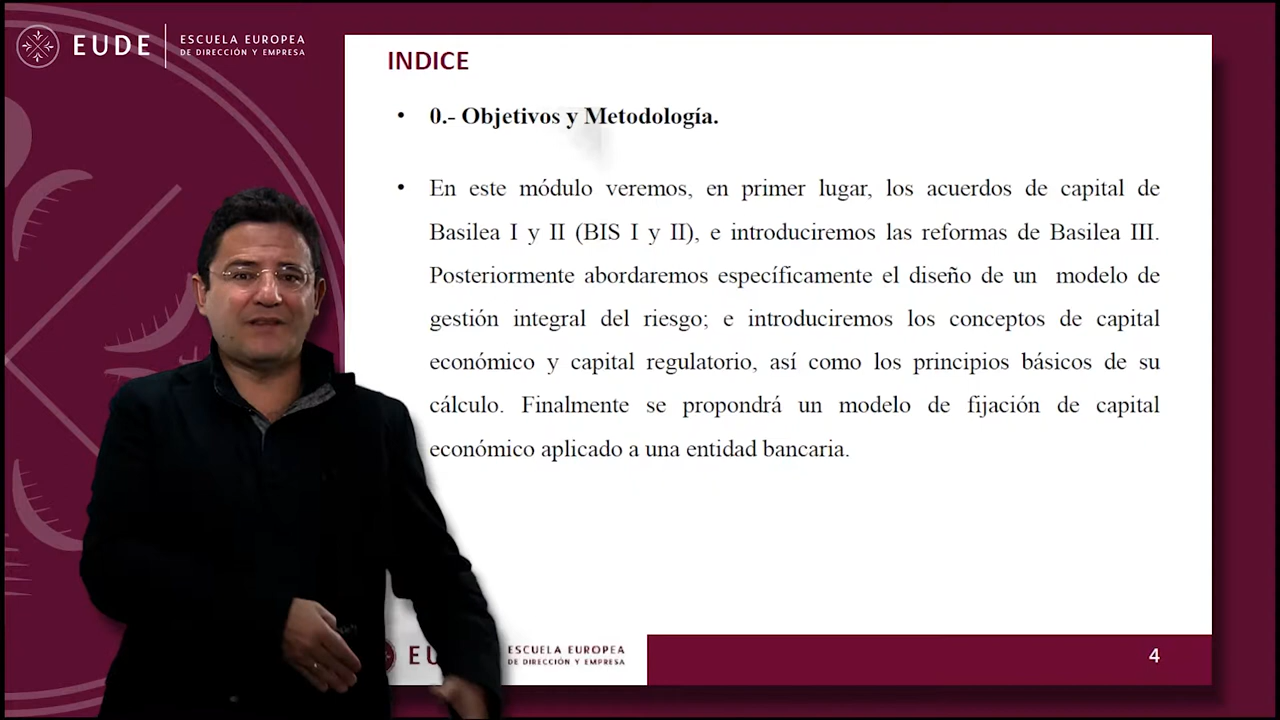 EUDE
ESCUELA EUROPEA
DE DIRECCIÓN Y EMPRESA
INDICE
• 0.- Objetivos y Metodología.
• En este módulo veremos, en primer lugar, los acuerdos de capital de
Basilea I y II (BIS I y II), e introduciremos las reformas de Basilea III.
Posteriormente abordaremos específicamente el diseño de un modelo de
gestión integral del riesgo; e introduciremos los conceptos de capital
económico y capital regulatorio, así como los principios básicos de su
cálculo. Finalmente se propondrá un modelo de fijación de capital
económico aplicado a una entidad bancaria.
ESCUELA EUROPEA
DE DIRECCIÓN Y EMPRESA
4